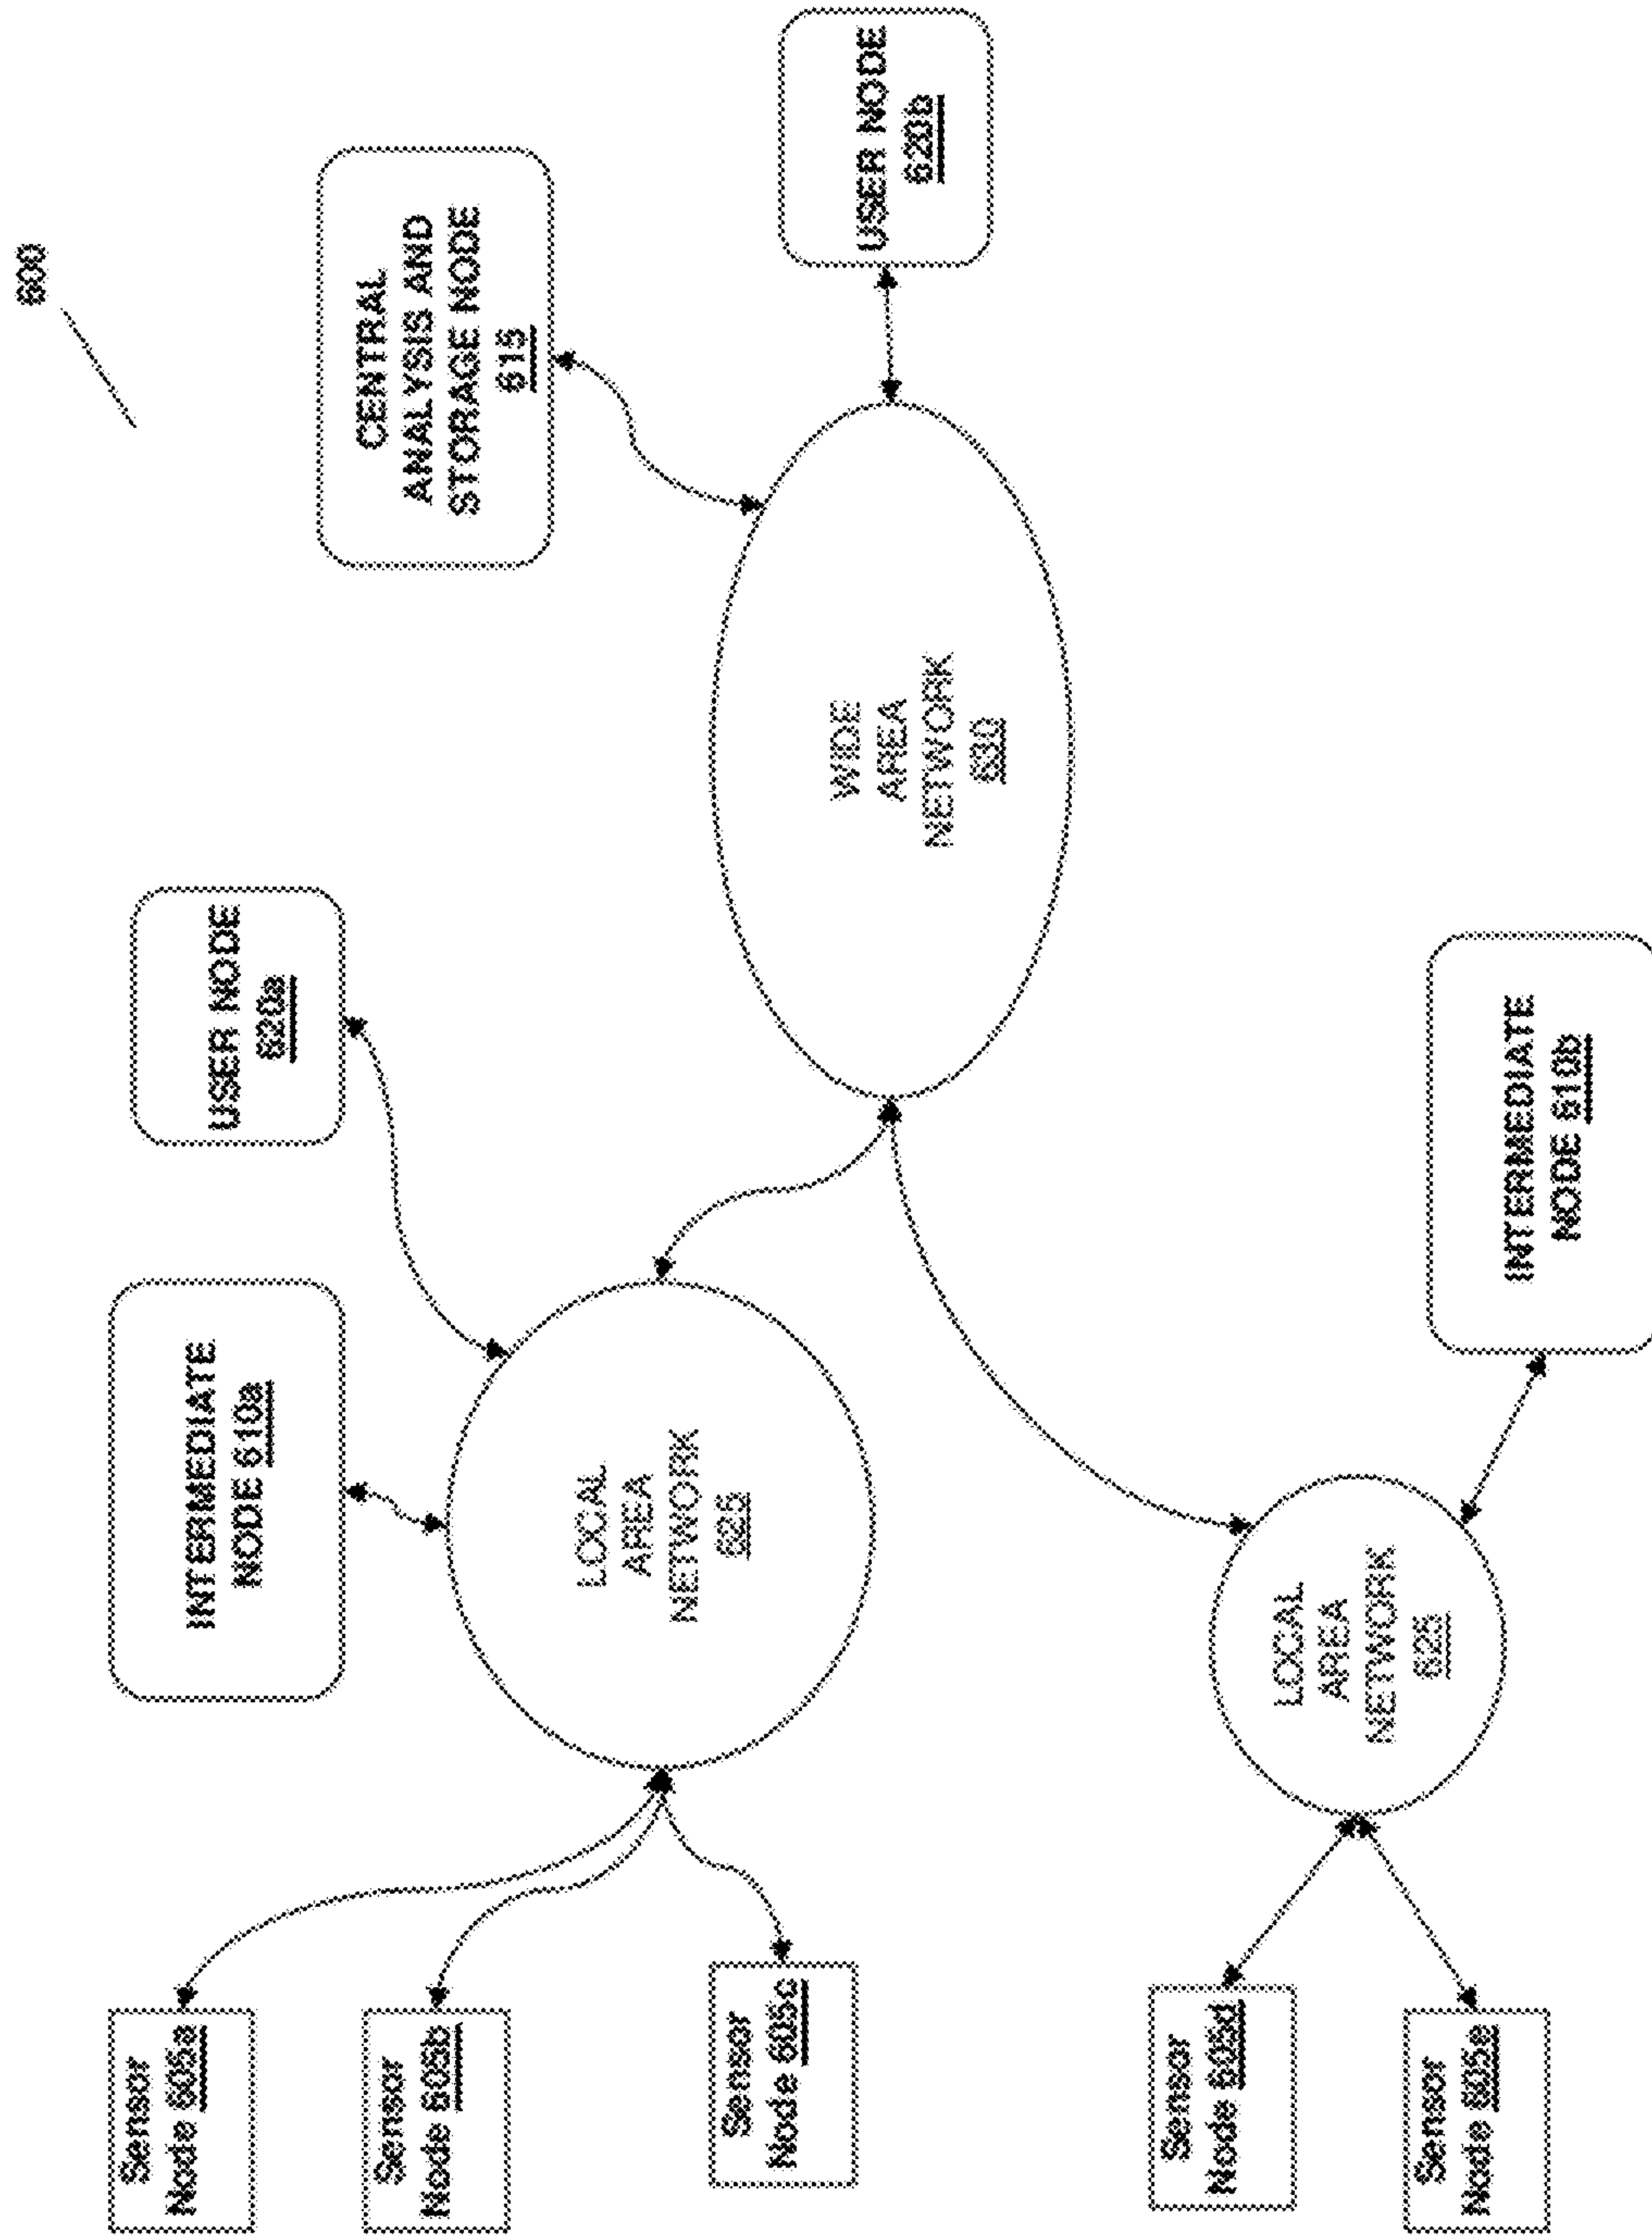 600
CENTRAL
ANALYSIS AND
STORAGE NODE
615
USER NODE
620a
INTERMEDIATE
NODE 610a
USER NODE
620b
Sensor
Node 605a
Sensor
Node 605b
LOCAL
AREA
NETWORK
625
WIDE
AREA
NETWORK
630
Sensor
Node 605c
Sensor
Node 605d
LOCAL
AREA
NETWORK
625
INTERMEDIATE
NODE 610b
Sensor
Node 605e